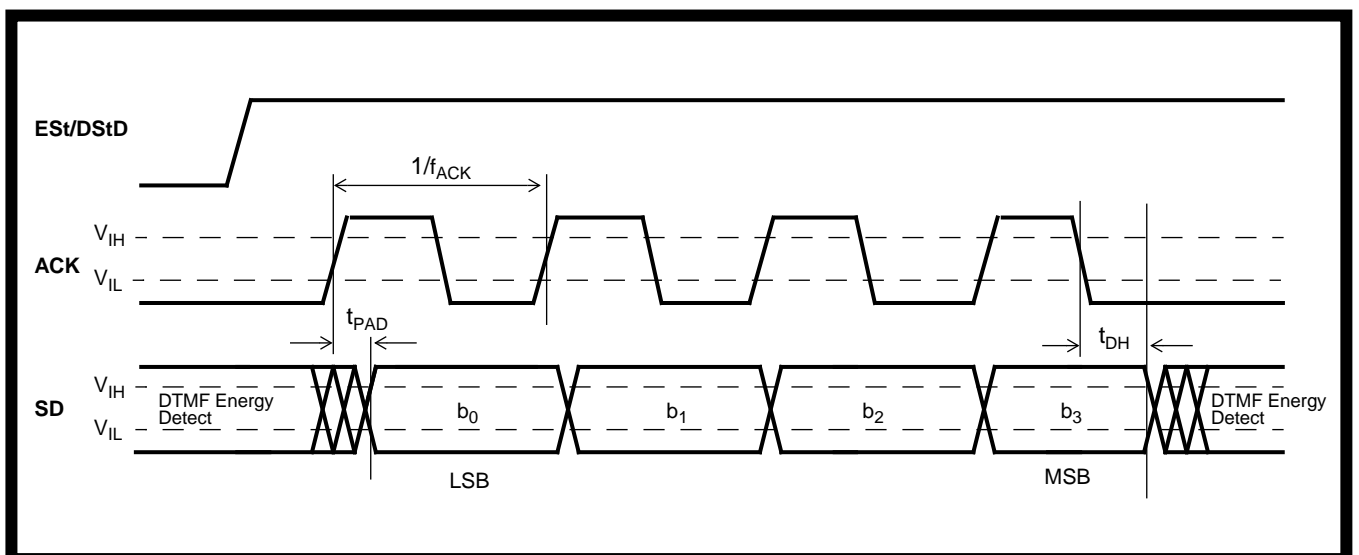 ESt/DStD
1/fACK
VIH
ACK
VIL
tPAD
tDH
VIH
SD
VIL
DTMF Energy
Detect
b0
b1
b2
b3
DTMF Energy
Detect
LSB
MSB